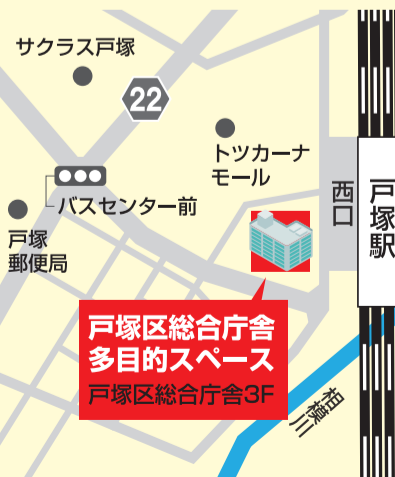 サクラス戸塚
22
トツカーナ
モール
バスセンター前
戸塚
郵便局
西口
戸塚駅
戸塚区総合庁舎
多目的スペース
戸塚区総合庁舎3F
相模川